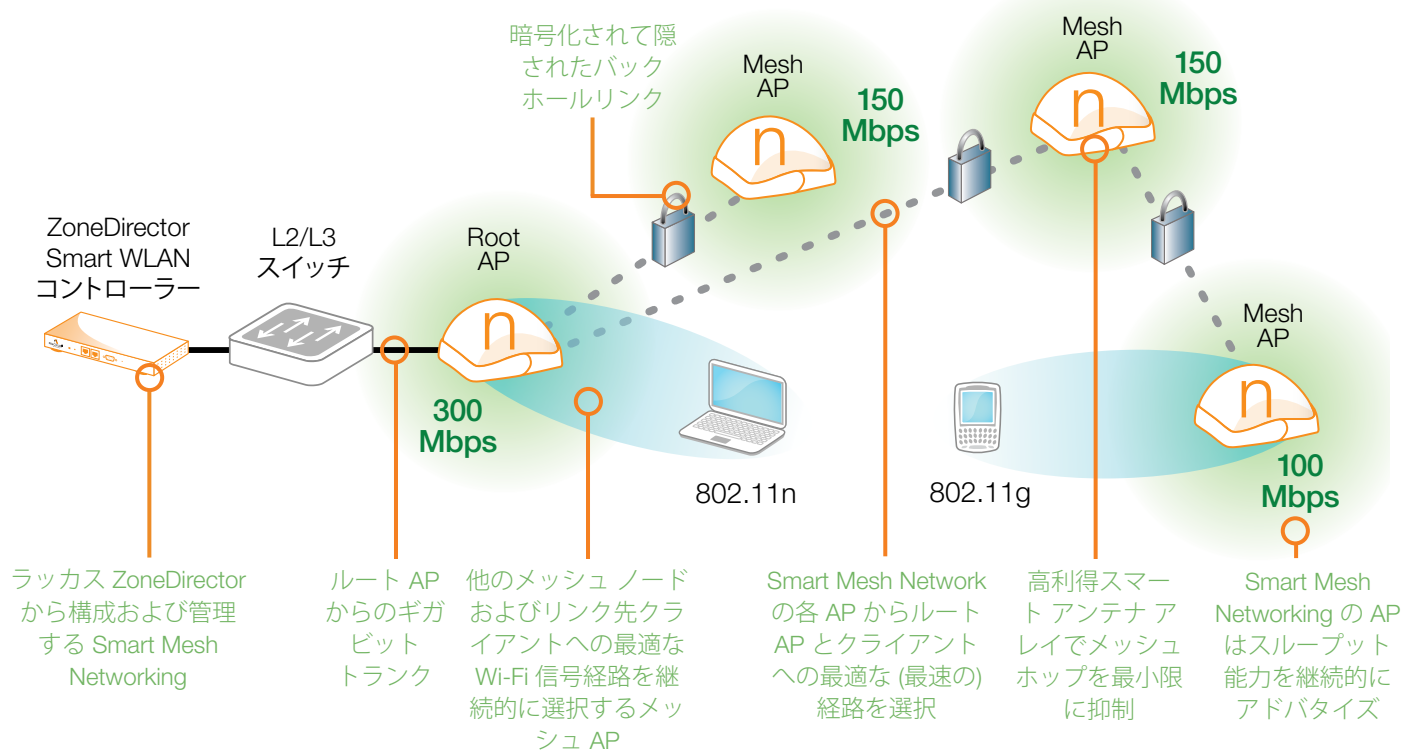 暗号化されて隠
されたバック
ホールリンク
Mesh
AP
150
Mbps
Mesh
AP
150
Mbps
ZoneDirector
Smart WLAN
コントローラー
L2/L3
スイッチ
Root
AP
300
Mbps
802.11n
802.11g
Mesh
AP
100
Mbps
n
n
n
n
ラッカス ZoneDirector
から構成および管理
する Smart Mesh
Networking
ルート AP
からのギガ
ビット
トランク
他のメッシュ ノード
およびリンク先クラ
イアントへの最適な
Wi-Fi 信号経路を継
続的に選択するメッ
シュ AP
Smart Mesh Network
の各 AP からルート
AP とクライアント
への最適な (最速の)
経路を選択
高利得スマー
ト アンテナ ア
レイでメッシュ
ホップを最小限
に抑制
Smart Mesh
Networking の AP
はスループット
能力を継続的に
アドバタイズ